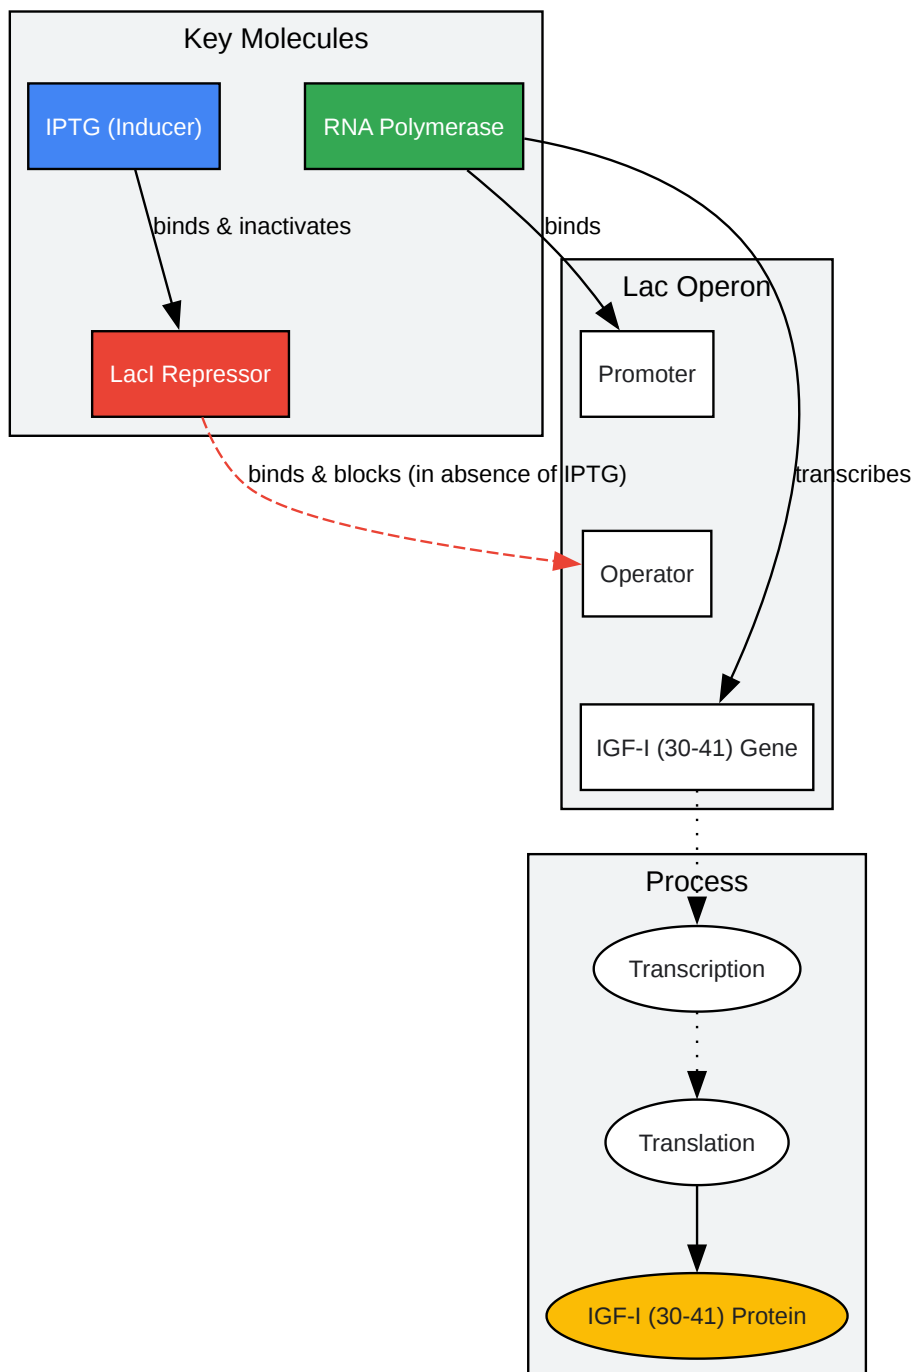 Key Molecules
IPTG (Inducer)
RNA Polymerase
binds & inactivates
binds
Lac Operon
LacI Repressor
Promoter
binds & blocks (in absence of IPTG)
transcribes
Operator
IGF-I (30-41) Gene
Process
Transcription
Translation
IGF-I (30-41) Protein